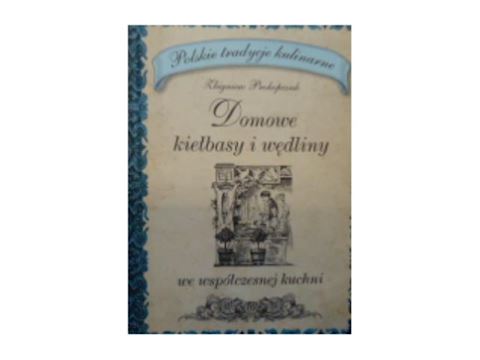 Polskie tradycje kulinarne
Zbigniew Prokopczuk
Domowe
kiełbasy i wędliny
we współczesnej kuchni